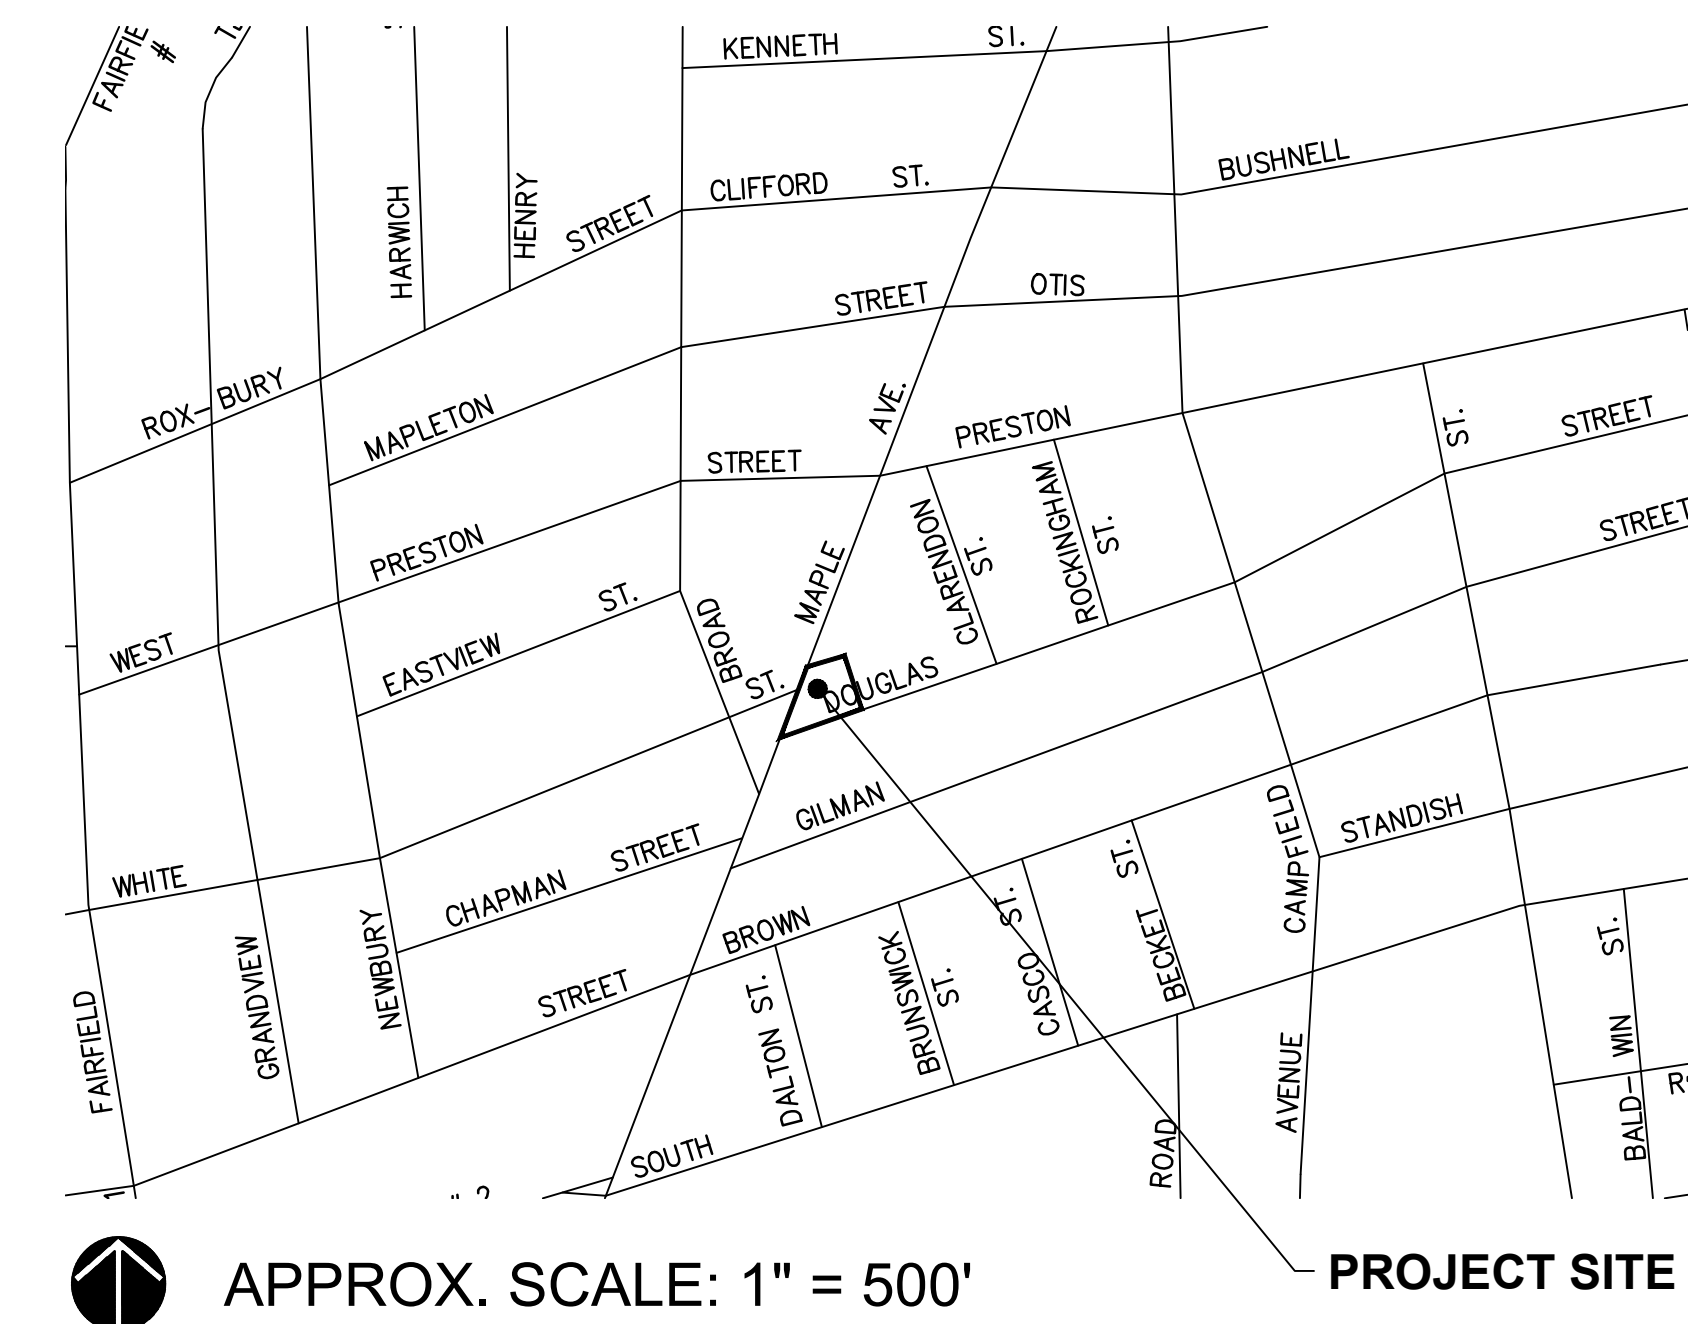 FAIRFIE
#
KENNETH
CLIFFORD ST.
BUSHNELL
HARWICH
HENRY
STREET
STREET OTIS
ROX-BURY
MAPLETON
AVE.
PRESTON
STREET
ST.
STREET
PRESTON
CLARENDON ST.
ROCKINGHAM ST.
STREET
WEST
EASTVIEW ST.
BROAD
MAPLE
ST.
DOUGLAS
GILMAN
CAMPFIELD
STANDISH
WHITE
CHAPMAN STREET
BROWN
STREET
FAIRFIELD
GRANDVIEW
NEWBURY
DALTON ST.
BRUNSWICK ST.
CASCO ST.
BECKET ST.
ST.
BALD-WIN
AVENUE
ROAD
SOUTH
APPROX. SCALE: 1" = 500'
PROJECT SITE